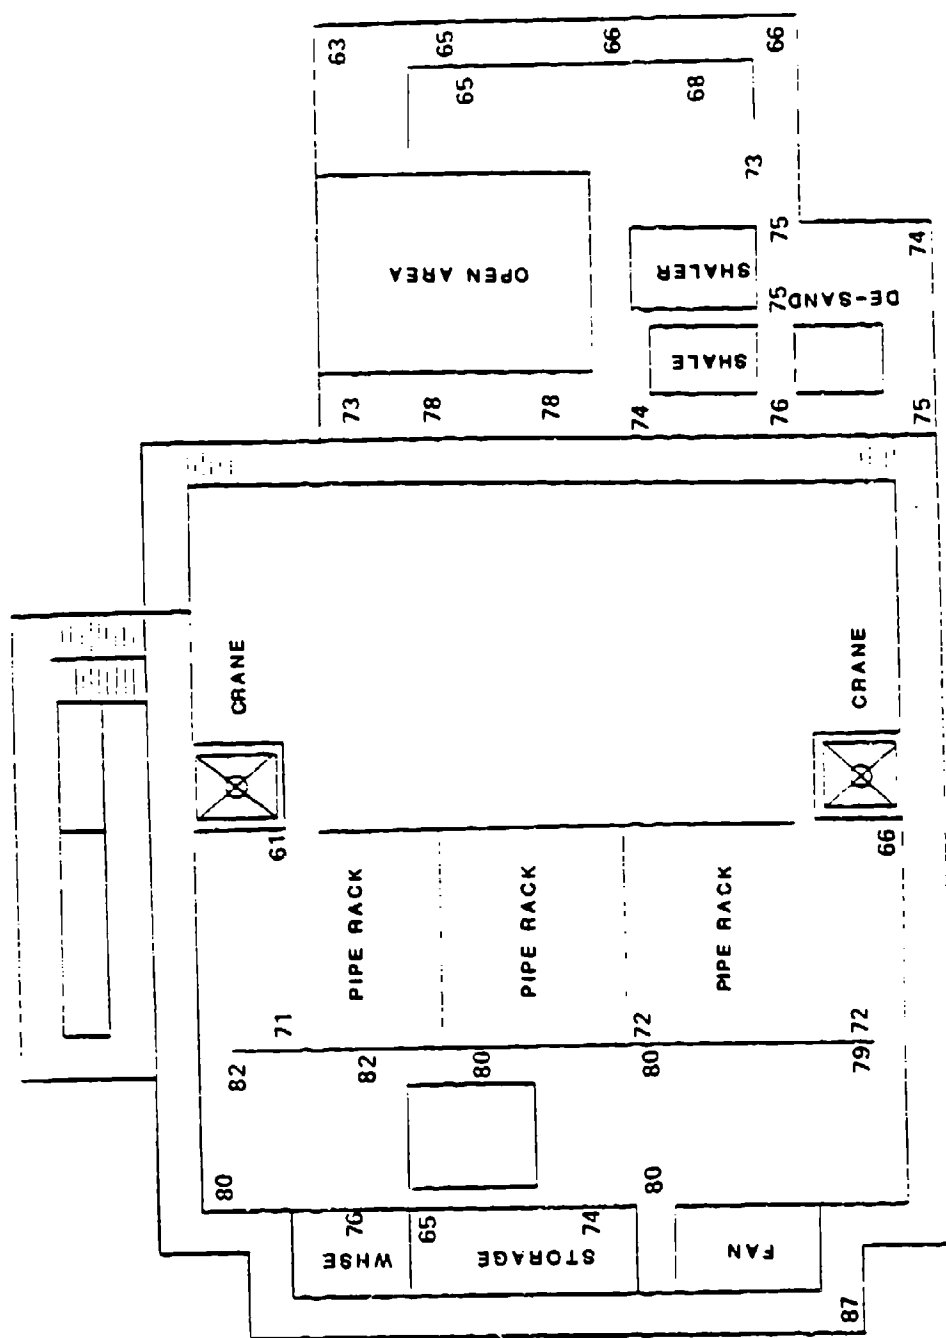 63
65
66
66
65
68
73
OPEN AREA
SHALER
75
74
75
DE-SAND
SHALE
73
78
78
74
76
75
CRANE
CRANE
61
66
PIPE RACK
PIPE RACK
PIPE RACK
71
72
72
82
82
80
80
79
80
80
76
65
74
WHSE
STORAGE
FAN
87